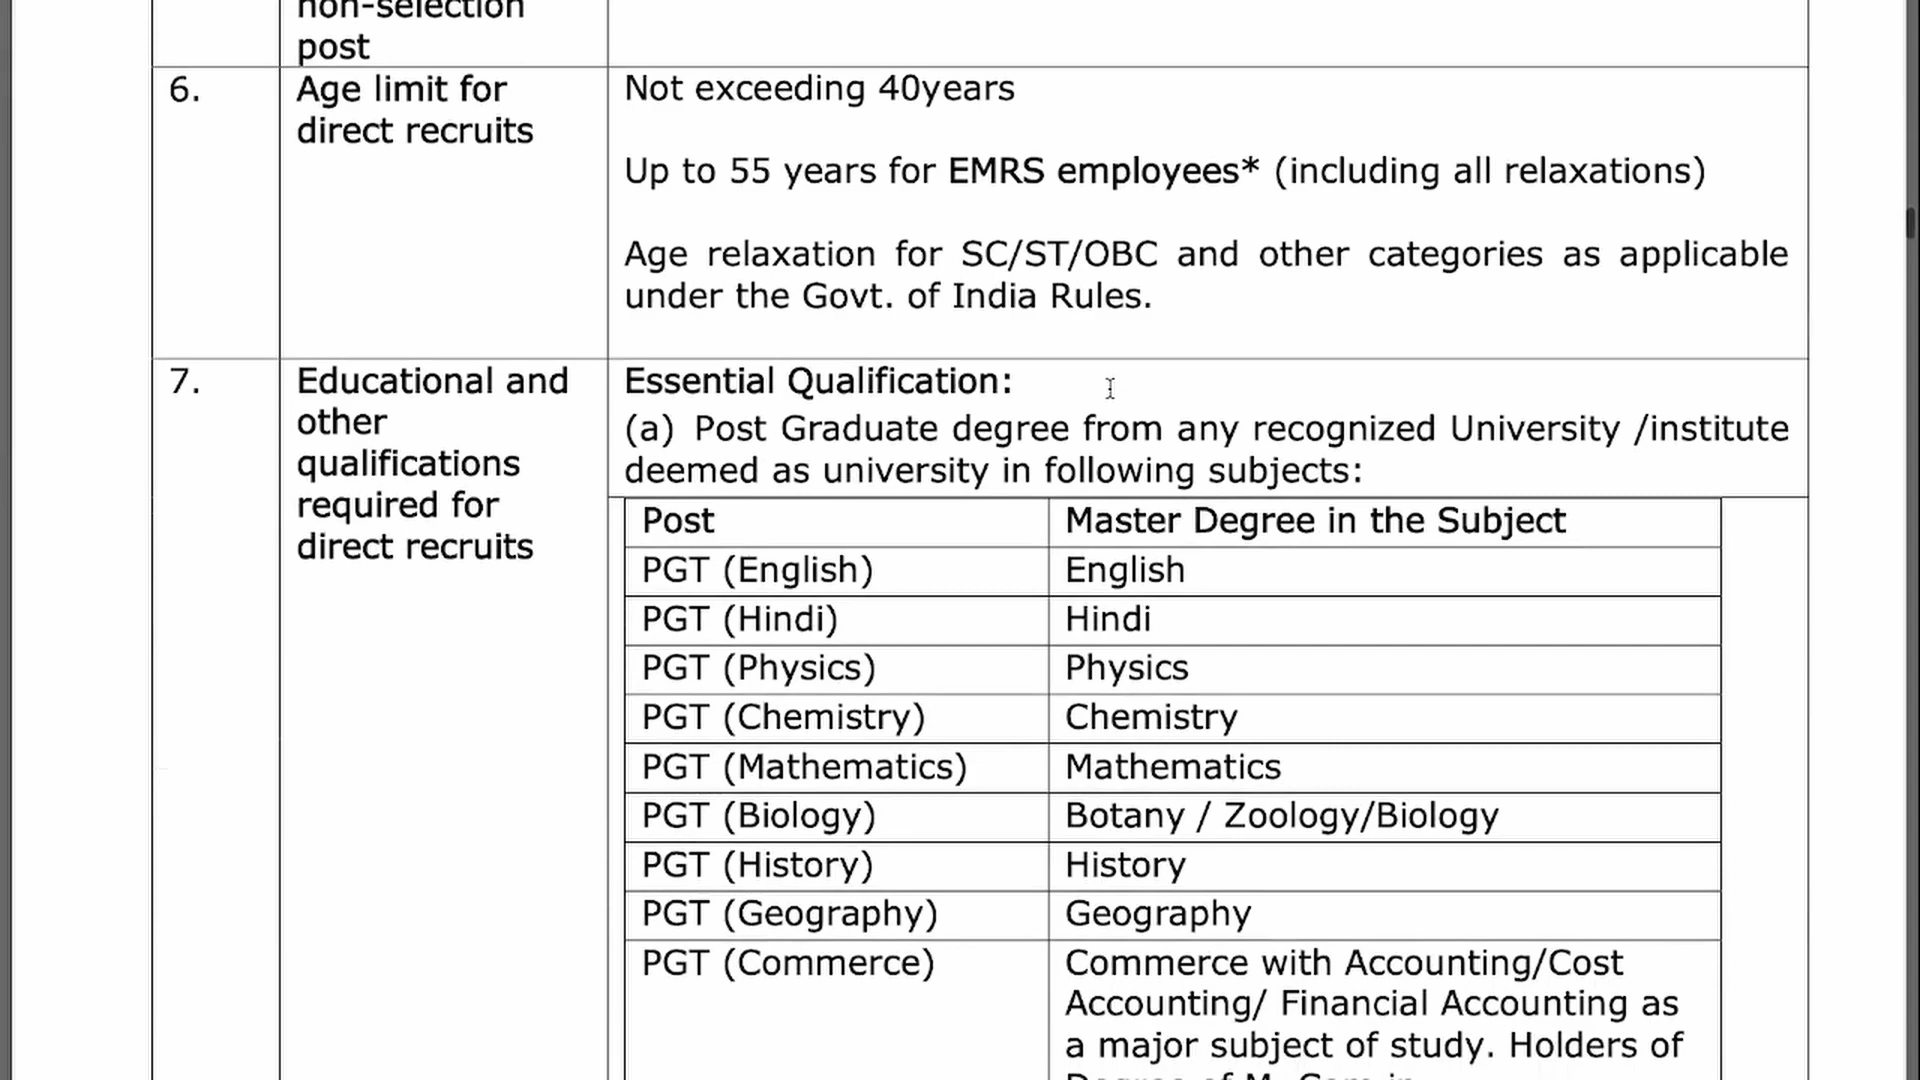 non-selection
post
6.
Age limit for
direct recruits
Not exceeding 40years
Up to 55 years for EMRS employees* (including all relaxations)
Age relaxation for SC/ST/OBC and other categories as applicable
under the Govt. of India Rules.
7.
Educational and
other
qualifications
required for
direct recruits
Essential Qualification:
(a) Post Graduate degree from any recognized University /institute
deemed as university in following subjects:
Post Master Degree in the Subject
PGT (English) English
PGT (Hindi) Hindi
PGT (Physics) Physics
PGT (Chemistry) Chemistry
PGT (Mathematics) Mathematics
PGT (Biology) Botany / Zoology/Biology
PGT (History) History
PGT (Geography) Geography
PGT (Commerce) Commerce with Accounting/Cost
Accounting/ Financial Accounting as
a major subject of study. Holders of